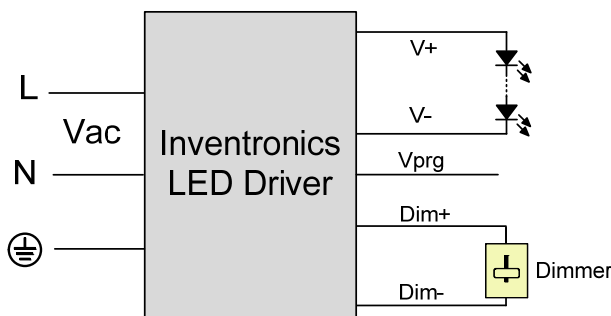 L
Vac
N
Inventronics
LED Driver
V+
V-
Vprg
Dim+
Dimmer
Dim-